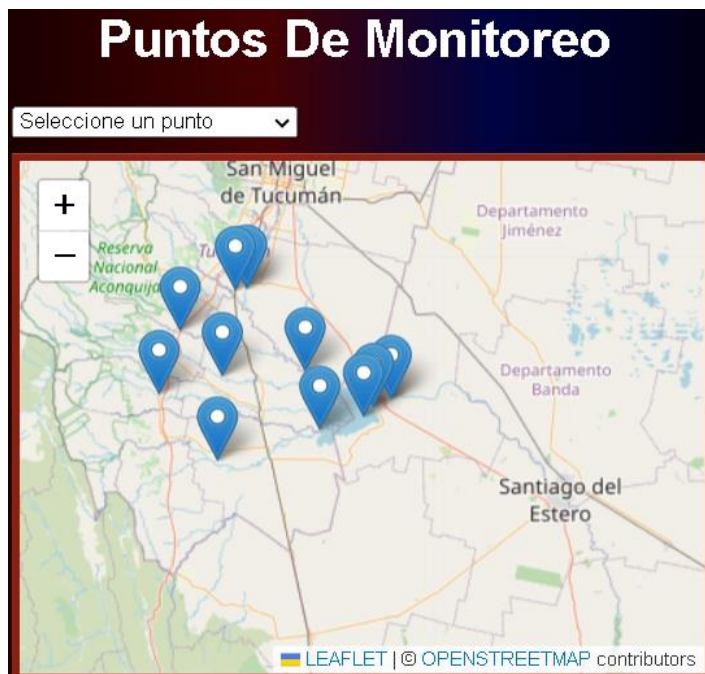 Puntos De Monitoreo
Seleccione un punto
San Miguel
de Tucumán
+
−
Departamento
Jiménez
Reserva
Nacional
Aconquija
Departamento
Banda
Santiago del
Estero
LEAFLET | © OPENSTREETMAP contributors